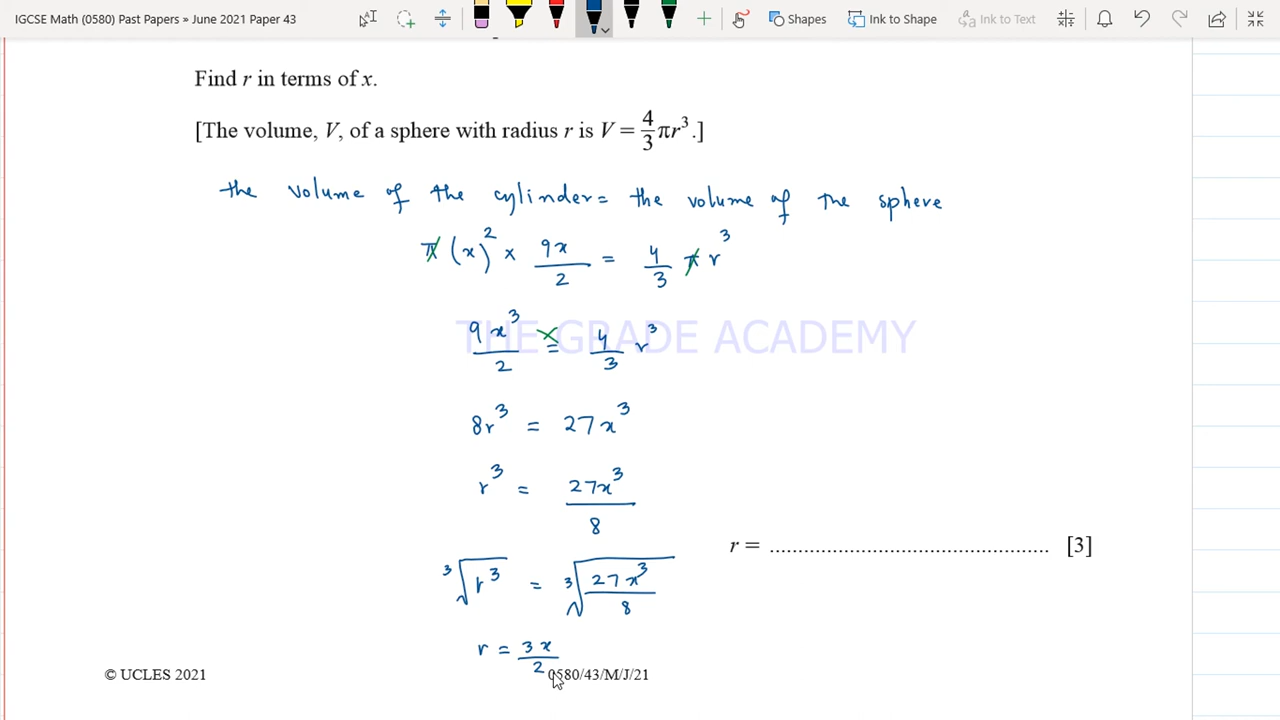 IGCSE Math (0580) Past Papers » June 2021 Paper 43
Shapes
Ink to Shape
Ink to Text
Find r in terms of x.
[The volume, V, of a sphere with radius r is V = 4/3 πr³.]
the volume of the cylinder = the volume of the sphere
π(x)² × 9x/2 = 4/3 π r³
THE GRADE ACADEMY
9x³/2 = 4/3 r³
8r³ = 27x³
r³ = 27x³/8
r = .................................................. [3]
∛r³ = ∛27x³/8
r = 3x/2
© UCLES 2021
0580/43/M/J/21